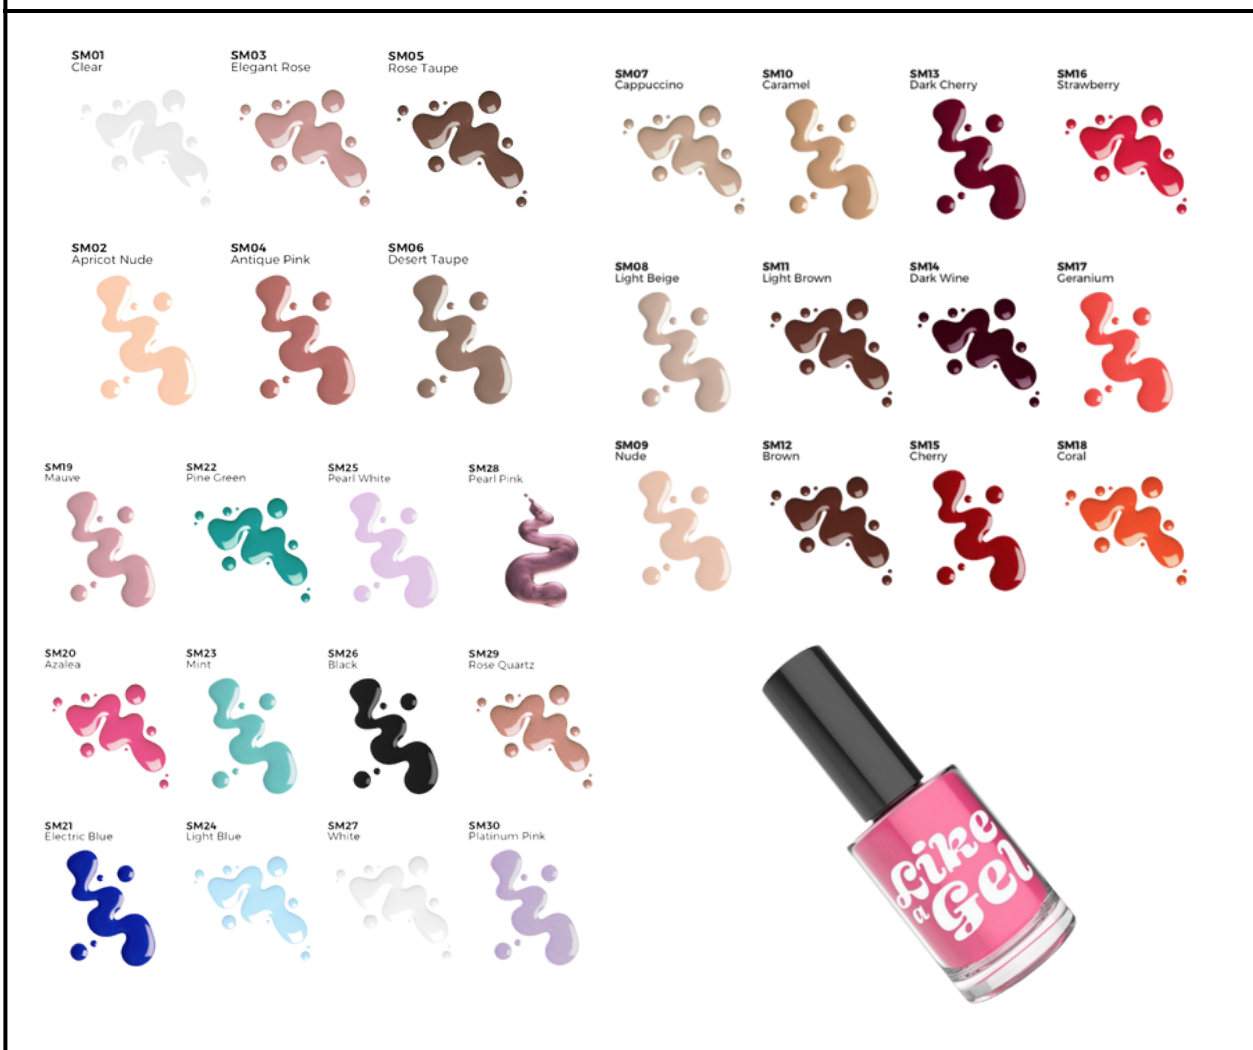 SM01
Clear
SM03
Elegant Rose
SM05
Rose Taupe
SM02
Apricot Nude
SM04
Antique Pink
SM06
Desert Taupe
SM07
Cappuccino
SM10
Caramel
SM13
Dark Cherry
SM16
Strawberry
SM08
Light Beige
SM11
Light Brown
SM14
Dark Wine
SM17
Geranium
SM09
Nude
SM12
Brown
SM15
Cherry
SM18
Coral
SM19
Mauve
SM22
Pine Green
SM25
Pearl White
SM28
Pearl Pink
SM20
Azalea
SM23
Mint
SM26
Black
SM29
Rose Quartz
SM21
Electric Blue
SM24
Light Blue
SM27
White
SM30
Platinum Pink
Like
a Gel